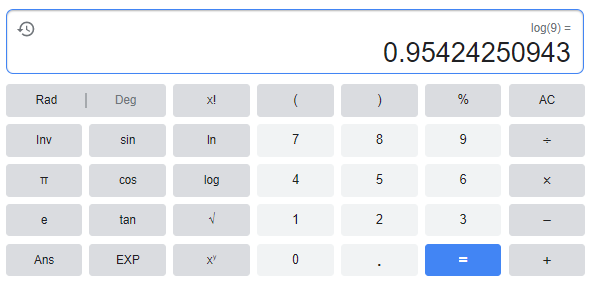 log(9) =
0.95424250943
Rad | Deg x! ( ) % AC
Inv sin ln 7 8 9 ÷
π cos log 4 5 6 ×
e tan √ 1 2 3 −
Ans EXP xʸ 0 . = +